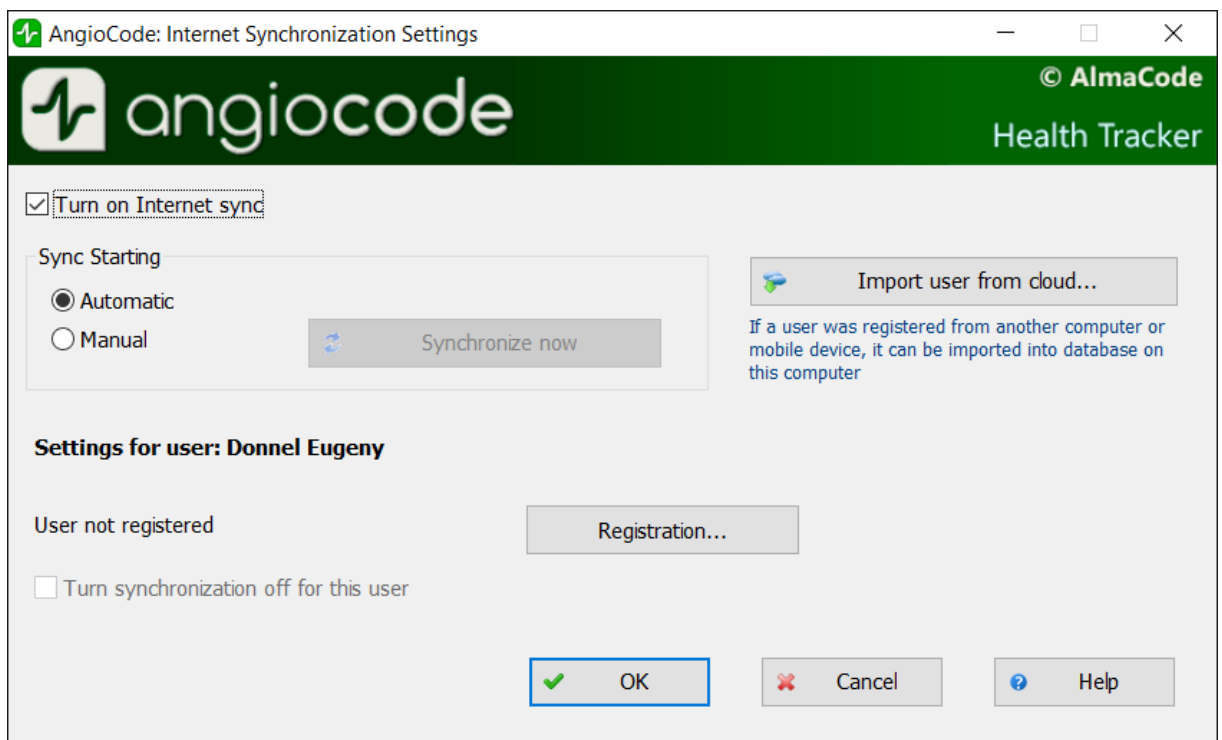 AngioCode: Internet Synchronization Settings
angiocode
© AlmaCode
Health Tracker
Turn on Internet sync
Sync Starting
Automatic
Manual
Synchronize now
Import user from cloud...
If a user was registered from another computer or
mobile device, it can be imported into database on
this computer
Settings for user: Donnel Eugeny
User not registered
Registration...
Turn synchronization off for this user
OK
Cancel
Help